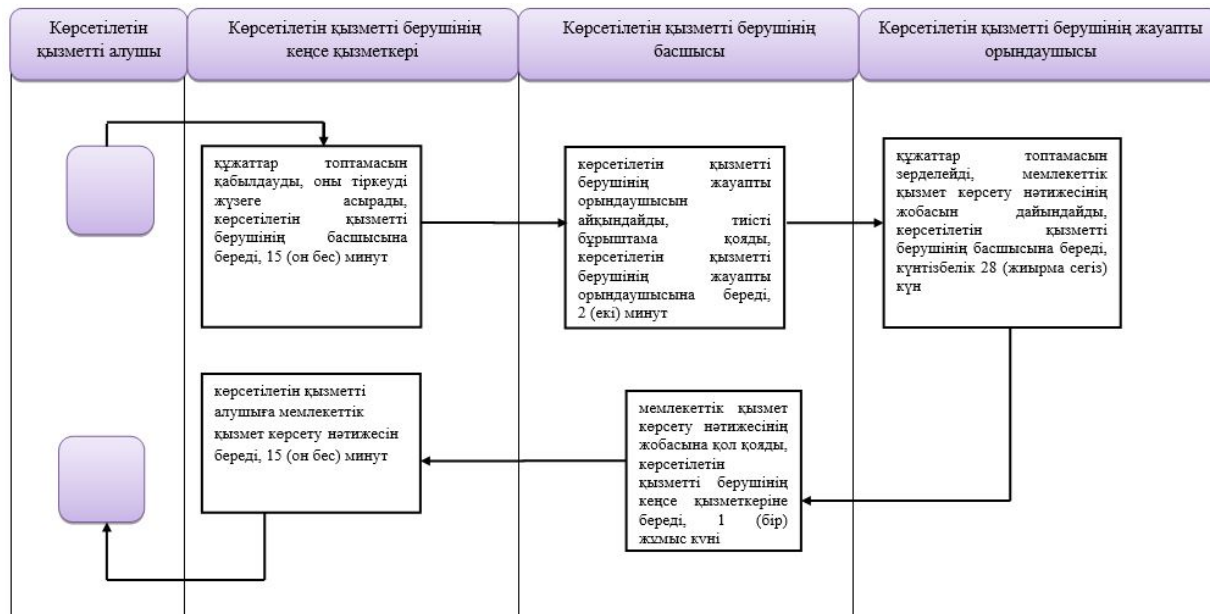 Көрсетілетін
қызметті алушы
Көрсетілетін қызметті берушінің
кеңсе қызметкері
Көрсетілетін қызметті берушінің
басшысы
Көрсетілетін қызметті берушінің жауапты
орындаушысы
құжаттар топтамасын
қабылдауды, оны тіркеуді
жүзеге асырады,
көрсетілетін қызметті
берушінің басшысына
береді, 15 (он бес) минут
көрсетілетін қызметті
берушінің жауапты
орындаушысын
айқындайды, тиісті
бұрыштама қояды,
көрсетілетін қызметті
берушінің жауапты
орындаушысына береді,
2 (екі) минут
құжаттар топтамасын
зерделейді, мемлекеттік
қызмет көрсету нәтижесінің
жобасын дайындайды,
көрсетілетін қызметті
берушінің басшысына береді,
күнтізбелік 28 (жиырма сегіз)
күн
көрсетілетін қызметті
алушыға мемлекеттік
қызмет көрсету нәтижесін
береді, 15 (он бес) минут
мемлекеттік қызмет
көрсету нәтижесінің
жобасына қол қояды,
көрсетілетін
қызметті берушінің
кеңсе қызметкеріне
береді, 1 (бір)
жұмыс күні